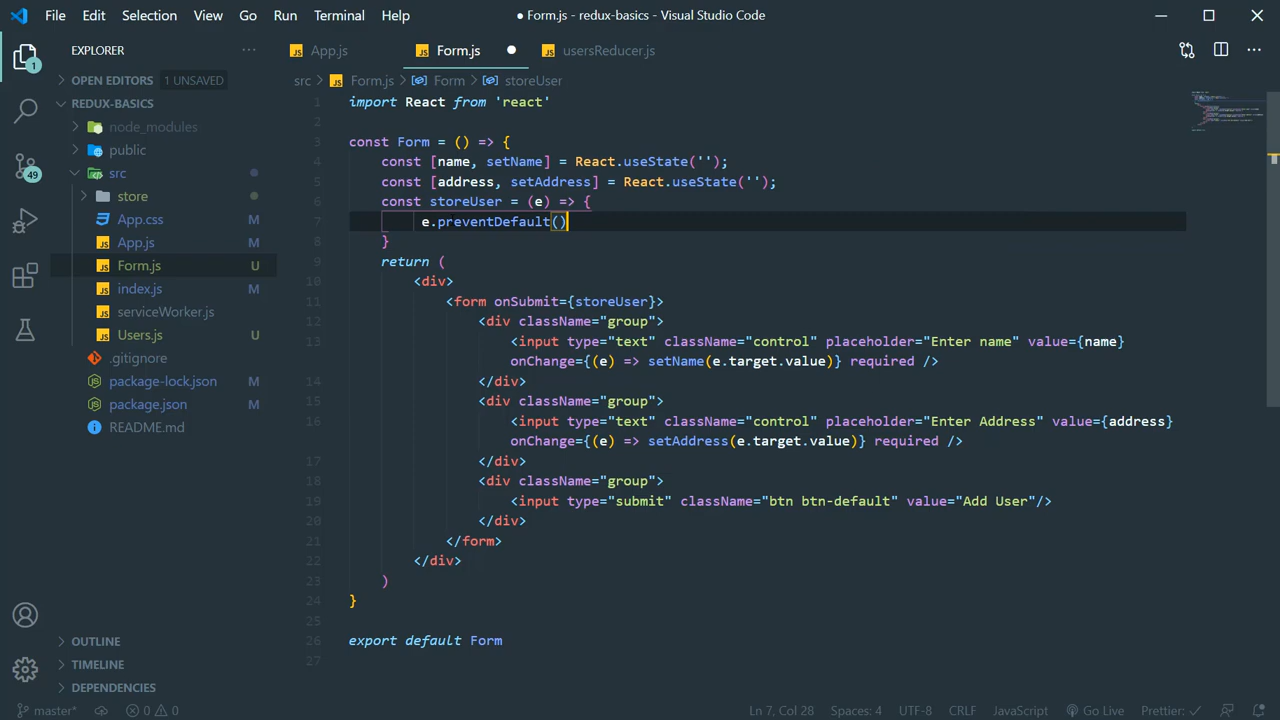 File Edit Selection View Go Run Terminal Help
● Form.js - redux-basics - Visual Studio Code
EXPLORER
OPEN EDITORS 1 UNSAVED
REDUX-BASICS
node_modules
public
src
store
App.css M
App.js M
Form.js U
index.js M
serviceWorker.js
Users.js U
.gitignore
package-lock.json M
package.json M
README.md
OUTLINE
TIMELINE
DEPENDENCIES
1
49
App.js Form.js usersReducer.js
src > Form.js > Form > storeUser
1 import React from 'react'
2
3 const Form = () => {
4 const [name, setName] = React.useState('');
5 const [address, setAddress] = React.useState('');
6 const storeUser = (e) => {
7 e.preventDefault()
8 }
9 return (
10 <div>
11 <form onSubmit={storeUser}>
12 <div className="group">
13 <input type="text" className="control" placeholder="Enter name" value={name}
onChange={(e) => setName(e.target.value)} required />
14 </div>
15 <div className="group">
16 <input type="text" className="control" placeholder="Enter Address" value={address}
onChange={(e) => setAddress(e.target.value)} required />
17 </div>
18 <div className="group">
19 <input type="submit" className="btn btn-default" value="Add User"/>
20 </div>
21 </form>
22 </div>
23 )
24 }
25
26 export default Form
27
master* 0 0 Ln 7, Col 28 Spaces: 4 UTF-8 CRLF JavaScript Go Live Prettier: ✓